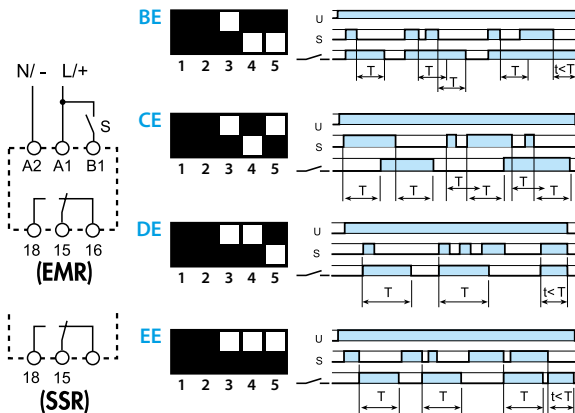 N/ - L/+
S
A2 A1 B1
18 15 16
(EMR)
18 15
(SSR)
BE
1 2 3 4 5
U
S
T T T t<T
T
CE
1 2 3 4 5
U
S
T T T T T T
DE
1 2 3 4 5
U
S
T T t<T
EE
1 2 3 4 5
U
S
T T T t<T